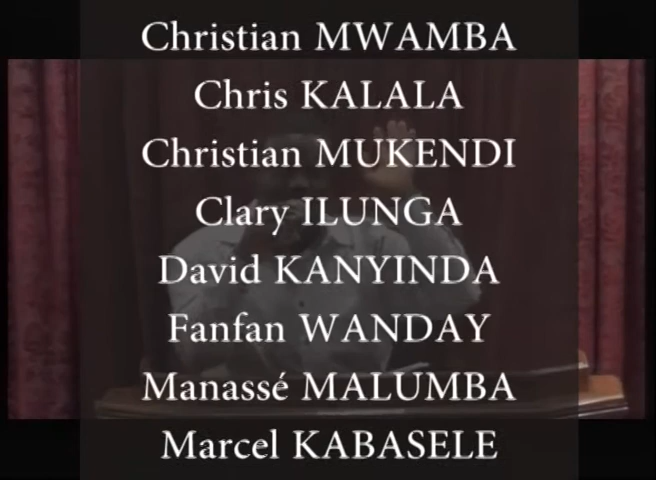 Christian MWAMBA
Chris KALALA
Christian MUKENDI
Clary ILUNGA
David KANYINDA
Fanfan WANDAY
Manassé MALUMBA
Marcel KABASELE